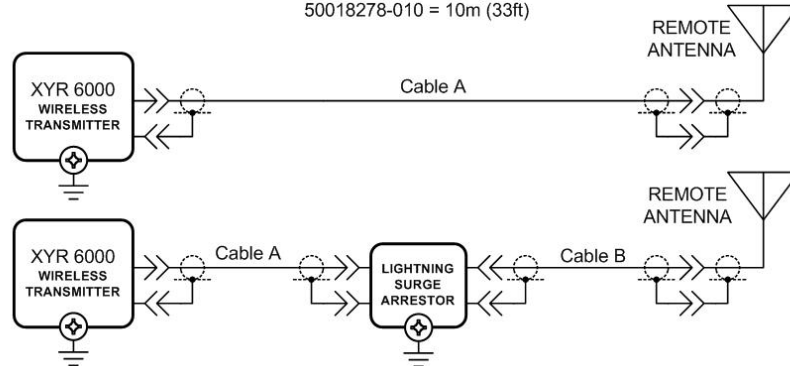 50018278-010 = 10m (33ft)
REMOTE
ANTENNA
XYR 6000
WIRELESS
TRANSMITTER
Cable A
REMOTE
ANTENNA
XYR 6000
WIRELESS
TRANSMITTER
Cable A
LIGHTNING
SURGE
ARRESTOR
Cable B